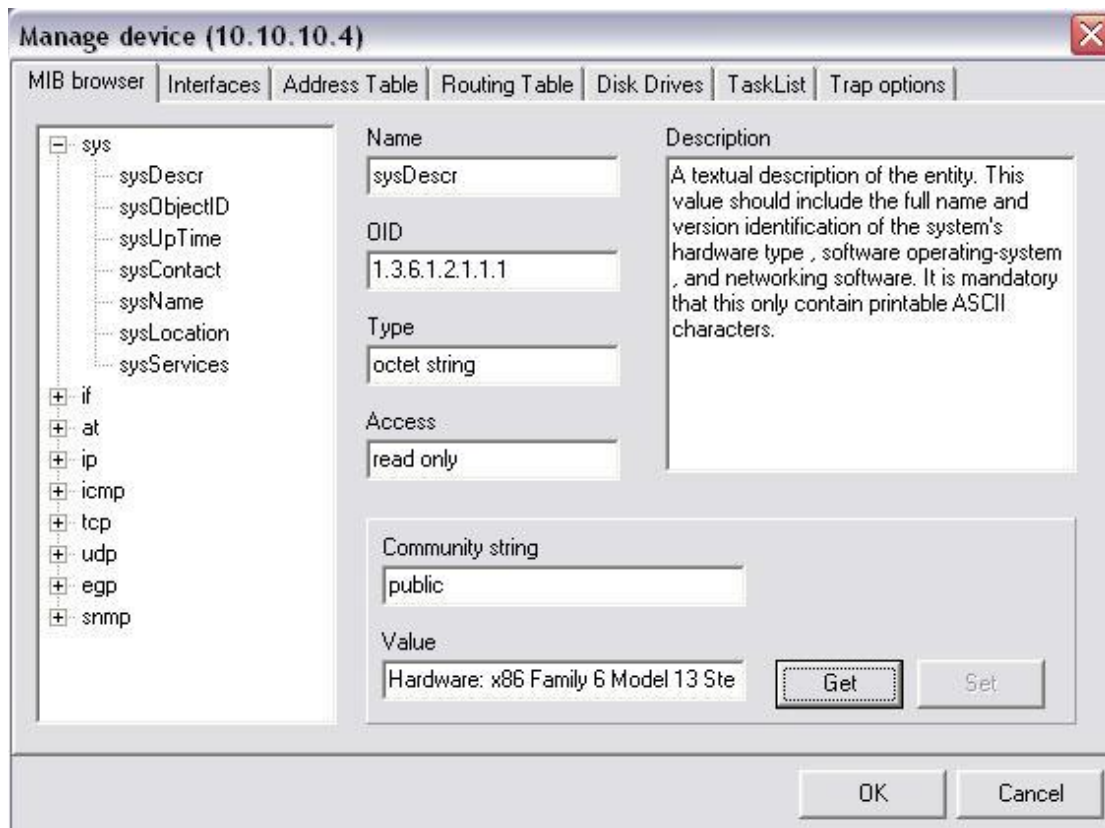 Manage device (10.10.10.4)
MIB browser Interfaces Address Table Routing Table Disk Drives TaskList Trap options
sys
sysDescr
sysObjectID
sysUpTime
sysContact
sysName
sysLocation
sysServices
if
at
ip
icmp
tcp
udp
egp
snmp
Name
sysDescr
OID
1.3.6.1.2.1.1.1
Type
octet string
Access
read only
Description
A textual description of the entity. This
value should include the full name and
version identification of the system's
hardware type , software operating-system
, and networking software. It is mandatory
that this only contain printable ASCII
characters.
Community string
public
Value
Hardware: x86 Family 6 Model 13 Ste
Get Set
OK Cancel